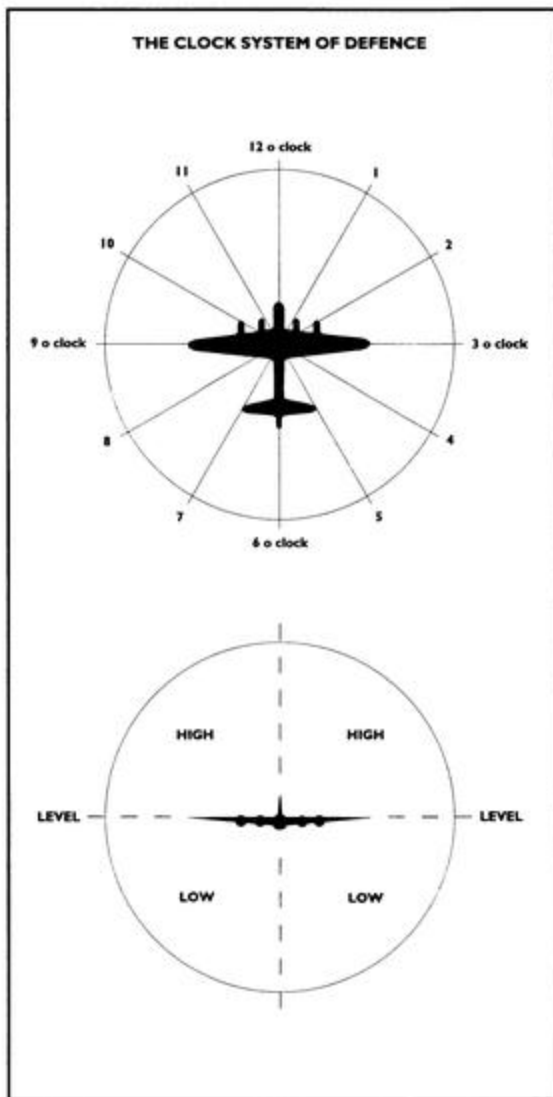 THE CLOCK SYSTEM OF DEFENCE
12 o clock
11
1
10
2
9 o clock
3 o clock
8
4
7
5
6 o clock
HIGH
HIGH
LEVEL
LEVEL
LOW
LOW